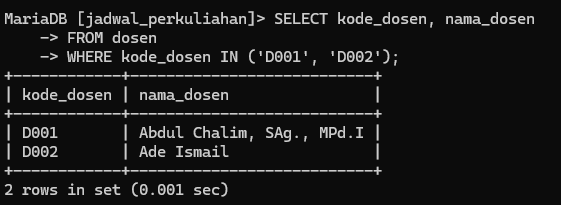 MariaDB [jadwal_perkuliahan]> SELECT kode_dosen, nama_dosen
    -> FROM dosen
    -> WHERE kode_dosen IN ('D001', 'D002');
+------------+--------------------------+
| kode_dosen | nama_dosen               |
+------------+--------------------------+
| D001       | Abdul Chalim, SAg., MPd.I |
| D002       | Ade Ismail               |
+------------+--------------------------+
2 rows in set (0.001 sec)